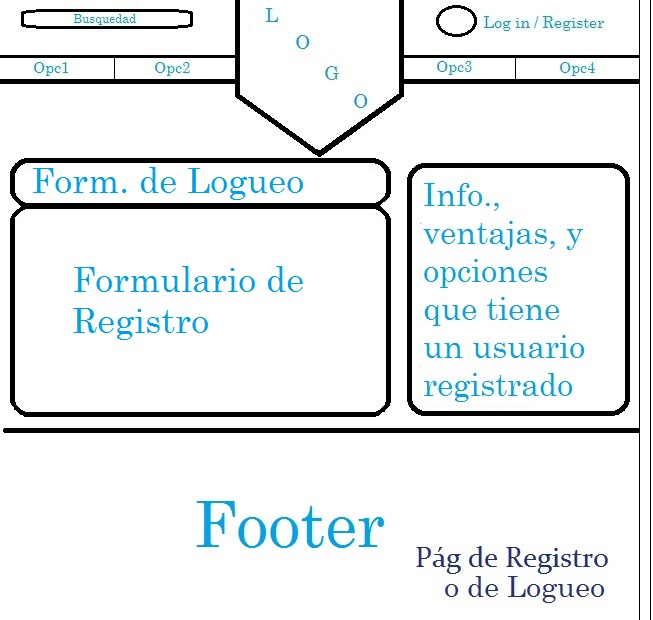 Busquedad
L
O
G
O
Log in / Register
Opc1
Opc2
Opc3
Opc4
Form. de Logueo
Formulario de
Registro
Info.,
ventajas, y
opciones
que tiene
un usuario
registrado
Footer
Pág de Registro
o de Logueo